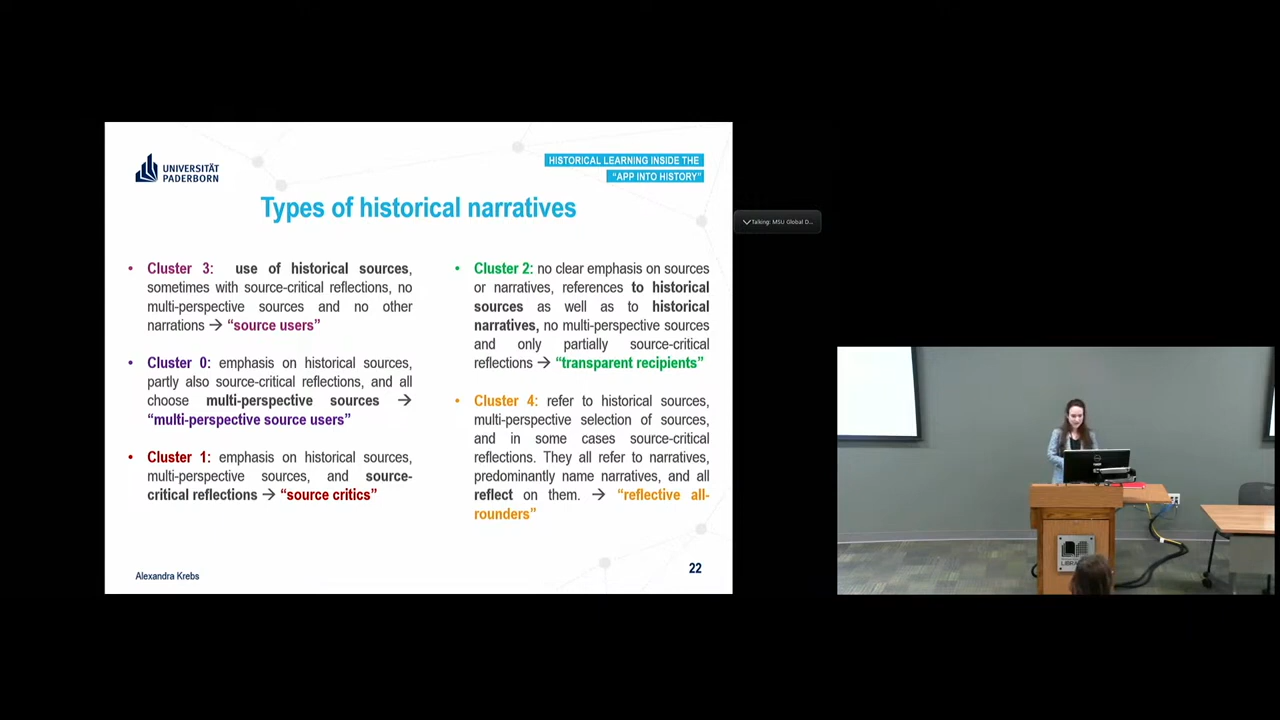 UNIVERSITÄT
PADERBORN
HISTORICAL LEARNING INSIDE THE
"APP INTO HISTORY"
Types of historical narratives
• Cluster 3: use of historical sources,
sometimes with source-critical reflections, no
multi-perspective sources and no other
narrations → “source users”
• Cluster 0: emphasis on historical sources,
partly also source-critical reflections, and all
choose multi-perspective sources →
“multi-perspective source users”
• Cluster 1: emphasis on historical sources,
multi-perspective sources, and source-
critical reflections → “source critics”
• Cluster 2: no clear emphasis on sources
or narratives, references to historical
sources as well as to historical
narratives, no multi-perspective sources
and only partially source-critical
reflections → “transparent recipients”
• Cluster 4: refer to historical sources,
multi-perspective selection of sources,
and in some cases source-critical
reflections. They all refer to narratives,
predominantly name narratives, and all
reflect on them. → “reflective all-
rounders”
Alexandra Krebs
22
Talking: MSU Global D...